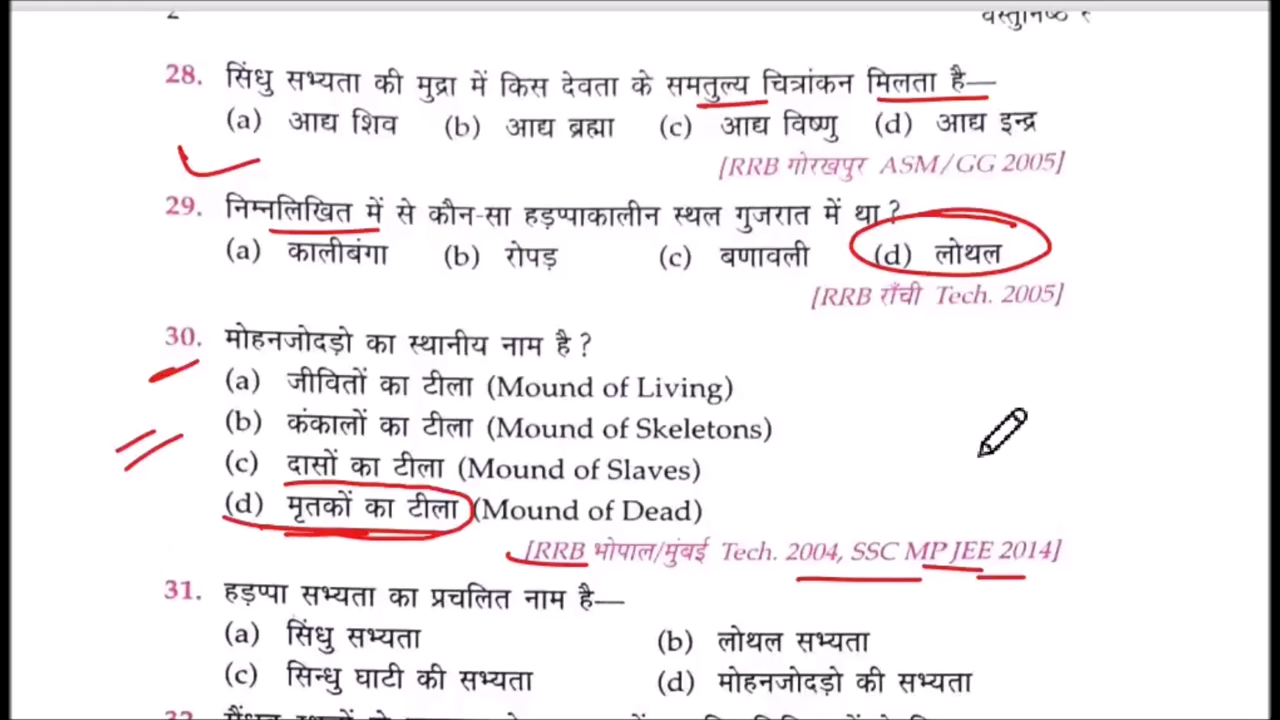 2
28. सिंधु सभ्यता की मुद्रा में किस देवता के समतुल्य चित्रांकन मिलता है—
(a) आद्य शिव (b) आद्य ब्रह्मा (c) आद्य विष्णु (d) आद्य इन्द्र
[RRB गोरखपुर ASM/GG 2005]
29. निम्नलिखित में से कौन-सा हड़प्पाकालीन स्थल गुजरात में था ?
(a) कालीबंगा (b) रोपड़ (c) बणावली (d) लोथल
[RRB राँची Tech. 2005]
30. मोहनजोदड़ो का स्थानीय नाम है ?
(a) जीवितों का टीला (Mound of Living)
(b) कंकालों का टीला (Mound of Skeletons)
(c) दासों का टीला (Mound of Slaves)
(d) मृतकों का टीला (Mound of Dead)
[RRB भोपाल/मुंबई Tech. 2004, SSC MP JEE 2014]
31. हड़प्पा सभ्यता का प्रचलित नाम है—
(a) सिंधु सभ्यता (b) लोथल सभ्यता
(c) सिन्धु घाटी की सभ्यता (d) मोहनजोदड़ो की सभ्यता